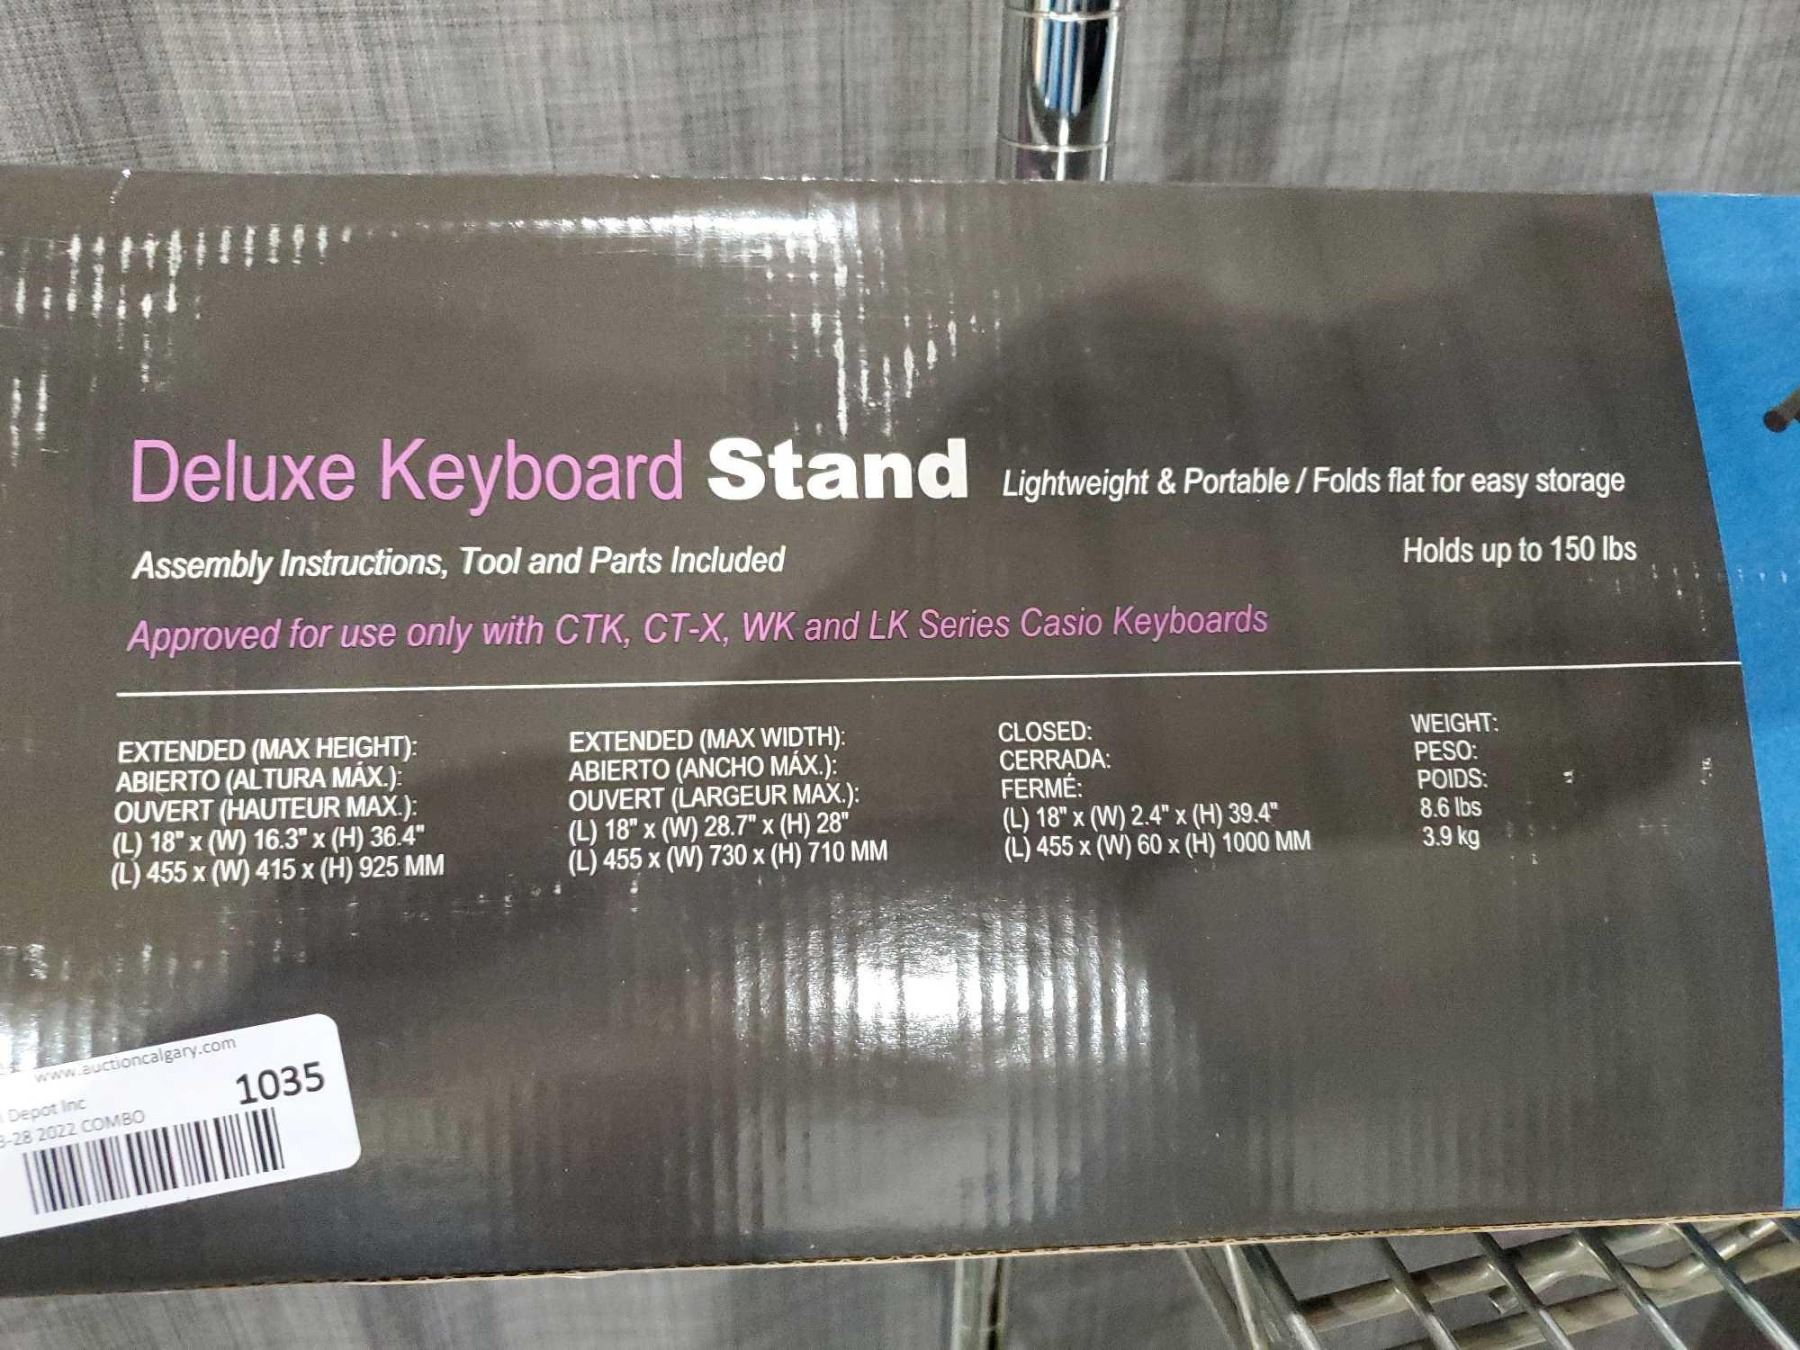 Deluxe Keyboard Stand
Lightweight & Portable / Folds flat for easy storage
Assembly Instructions, Tool and Parts Included
Holds up to 150 lbs
Approved for use only with CTK, CT-X, WK and LK Series Casio Keyboards
EXTENDED (MAX HEIGHT):
ABIERTO (ALTURA MÁX.):
OUVERT (HAUTEUR MAX.):
(L) 18" x (W) 16.3" x (H) 36.4"
(L) 455 x (W) 415 x (H) 925 MM
EXTENDED (MAX WIDTH):
ABIERTO (ANCHO MÁX.):
OUVERT (LARGEUR MAX.):
(L) 18" x (W) 28.7" x (H) 28"
(L) 455 x (W) 730 x (H) 710 MM
CLOSED:
CERRADA:
FERMÉ:
(L) 18" x (W) 2.4" x (H) 39.4"
(L) 455 x (W) 60 x (H) 1000 MM
WEIGHT:
PESO:
POIDS:
8.6 lbs
3.9 kg
www.auctioncalgary.com
1035
Depot Inc
-28 2022 COMBO